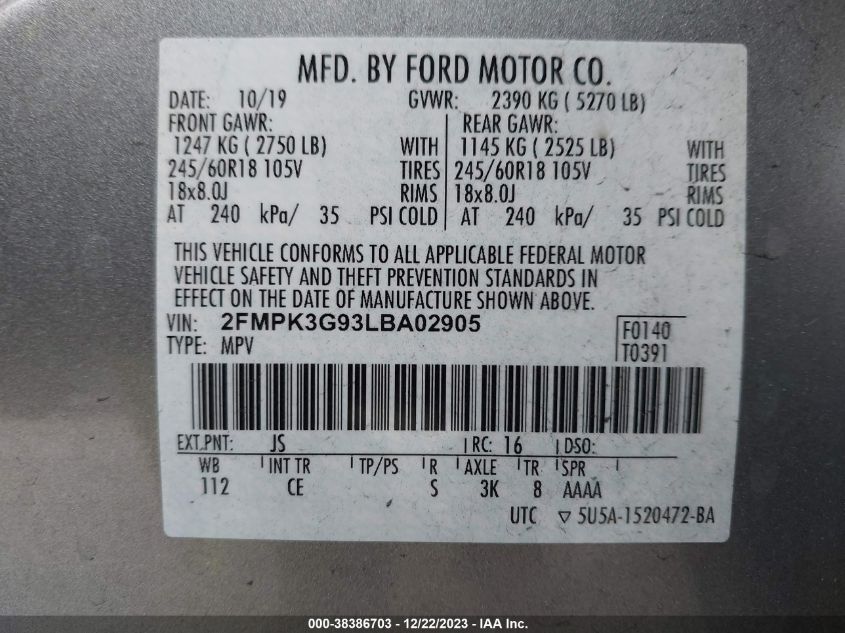 MFD. BY FORD MOTOR CO.
DATE: 10/19 GVWR: 2390 KG ( 5270 LB)
FRONT GAWR: REAR GAWR:
1247 KG ( 2750 LB) WITH 1145 KG ( 2525 LB) WITH
245/60R18 105V TIRES 245/60R18 105V TIRES
18x8.0J RIMS 18x8.0J RIMS
AT 240 kPa/ 35 PSI COLD AT 240 kPa/ 35 PSI COLD
THIS VEHICLE CONFORMS TO ALL APPLICABLE FEDERAL MOTOR
VEHICLE SAFETY AND THEFT PREVENTION STANDARDS IN
EFFECT ON THE DATE OF MANUFACTURE SHOWN ABOVE.
VIN: 2FMPK3G93LBA02905 F0140
TYPE: MPV T0391
EXT.PNT: JS RC: 16 DSO:
WB INT TR TP/PS R AXLE TR SPR
112 CE S 3K 8 AAAA
UTC ▽ 5U5A-1520472-BA
000-38386703 - 12/22/2023 - IAA Inc.